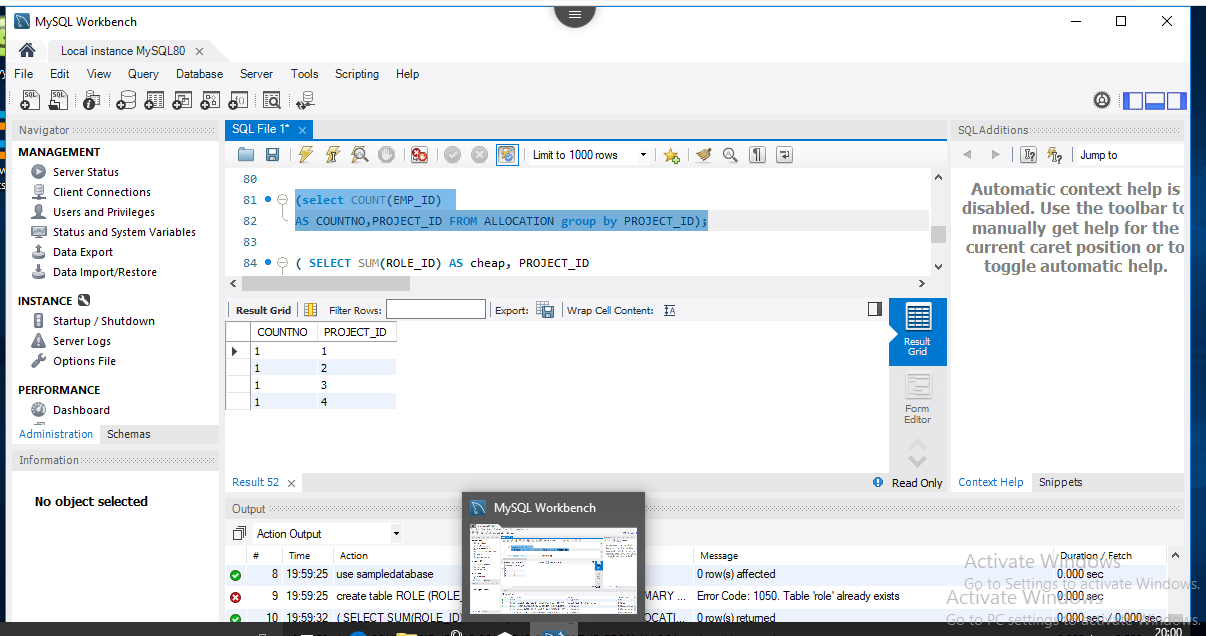 MySQL Workbench
Local instance MySQL80
File Edit View Query Database Server Tools Scripting Help
Navigator
MANAGEMENT
Server Status
Client Connections
Users and Privileges
Status and System Variables
Data Export
Data Import/Restore
INSTANCE
Startup / Shutdown
Server Logs
Options File
PERFORMANCE
Dashboard
Administration Schemas
Information
No object selected
SQL File 1*
Limit to 1000 rows
80
81 (select COUNT(EMP_ID)
82 AS COUNTNO,PROJECT_ID FROM ALLOCATION group by PROJECT_ID);
83
84 ( SELECT SUM(ROLE_ID) AS cheap, PROJECT_ID
Result Grid Filter Rows: Export: Wrap Cell Content:
COUNTNO PROJECT_ID
1 1
1 2
1 3
1 4
Result Grid
Form Editor
Result 52 Read Only
SQLAdditions
Jump to
Automatic context help is
disabled. Use the toolbar to
manually get help for the
current caret position or to
toggle automatic help.
Context Help Snippets
Output
Action Output
# Time Action Message Duration / Fetch
8 19:59:25 use sampledatabase 0 row(s) affected 0.000 sec
9 19:59:25 create table ROLE (ROLE_ MARY ... Error Code: 1050. Table 'role' already exists 0.000 sec
10 19:59:32 ( SELECT SUM(ROLE_ID) OCATI... 0 row(s) returned 0.000 sec / 0.000 sec
MySQL Workbench
Activate Windows
Go to Settings to activate Windows.
Activate Windows
Go to PC settings to activate Windows.
20:00